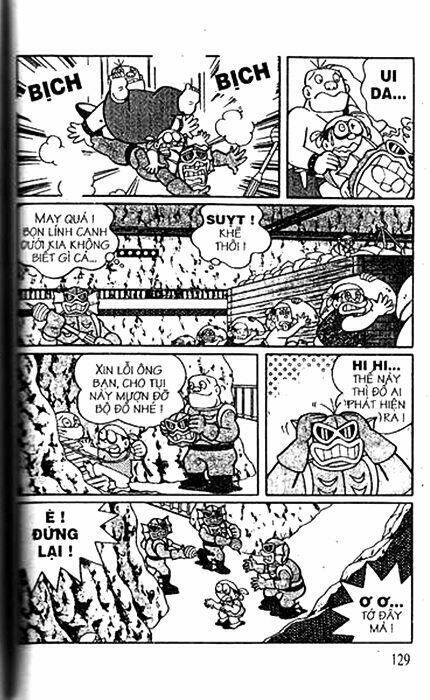 BỊCH
BỊCH
UI
DA...
MAY QUÁ !
BỌN LÍNH CANH
DƯỚI KIA KHÔNG
BIẾT GÌ CẢ...
SUYT !
KHẼ
THÔI !
XIN LỖI ÔNG
BẠN, CHO TỤI
NÀY MƯỢN ĐỠ
BỘ ĐỒ NHÉ !
HI HI...
THẾ NÀY
THÌ ĐỐ AI
PHÁT HIỆN
RA !
Ê !
ĐỨNG
LẠI !
Ơ Ơ...
TỚ ĐÂY
MÀ !
129